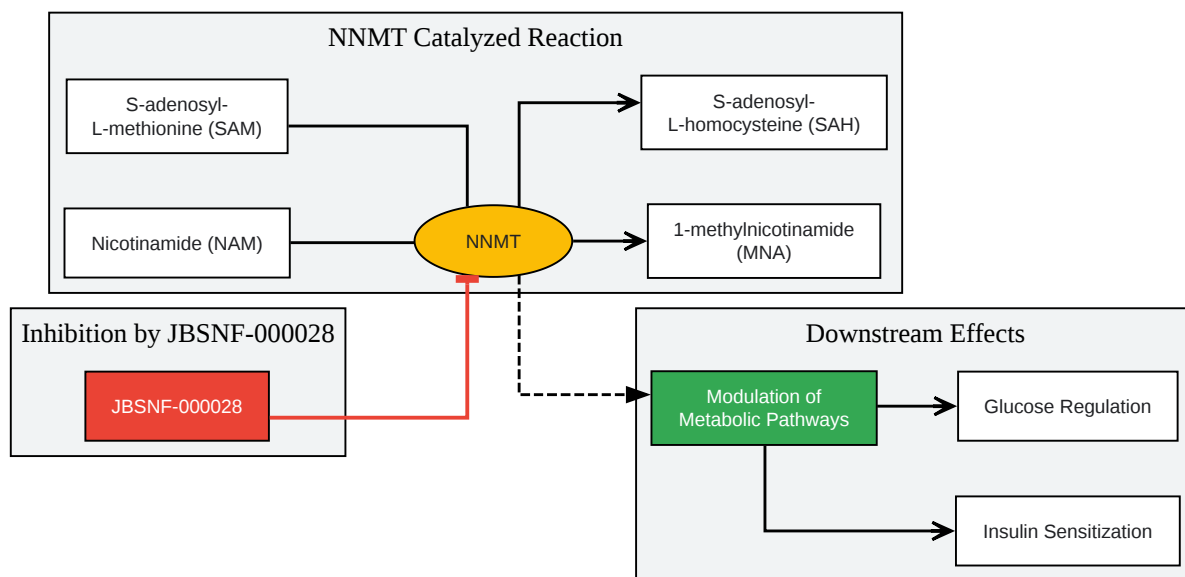 NNMT Catalyzed Reaction
S-adenosyl-
L-methionine (SAM)
S-adenosyl-
L-homocysteine (SAH)
Nicotinamide (NAM)
NNMT
1-methylnicotinamide
(MNA)
Inhibition by JBSNF-000028
JBSNF-000028
Downstream Effects
Modulation of
Metabolic Pathways
Glucose Regulation
Insulin Sensitization